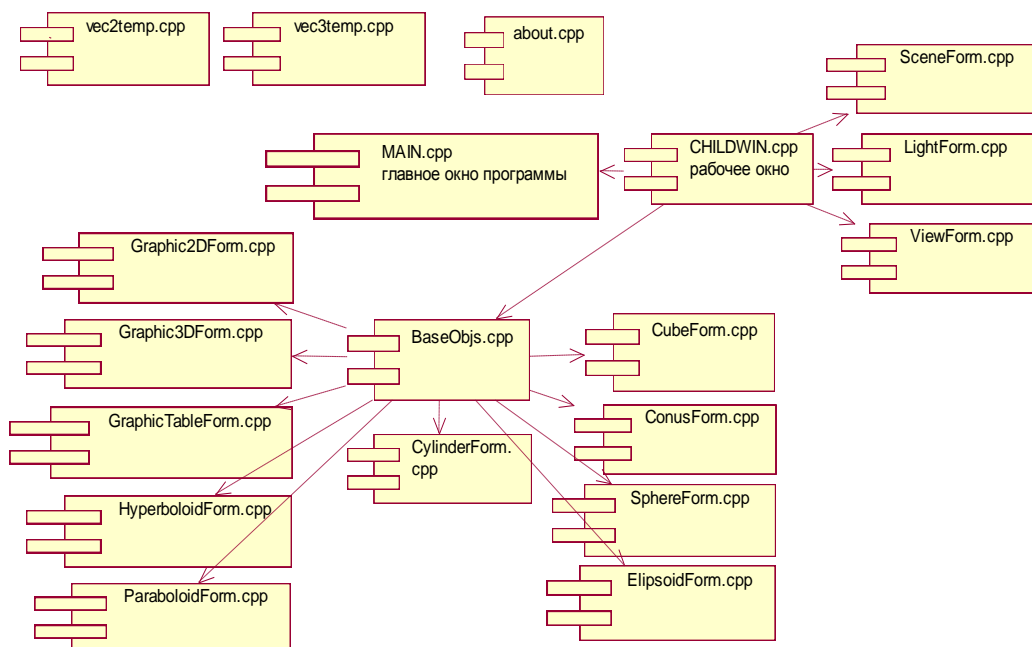 vec2temp.cpp
vec3temp.cpp
about.cpp
SceneForm.cpp
MAIN.cpp
главное окно программы
CHILDWIN.cpp
рабочее окно
LightForm.cpp
ViewForm.cpp
Graphic2DForm.cpp
Graphic3DForm.cpp
BaseObjs.cpp
CubeForm.cpp
GraphicTableForm.cpp
CylinderForm.
cpp
ConusForm.cpp
HyperboloidForm.cpp
SphereForm.cpp
ParaboloidForm.cpp
ElipsoidForm.cpp